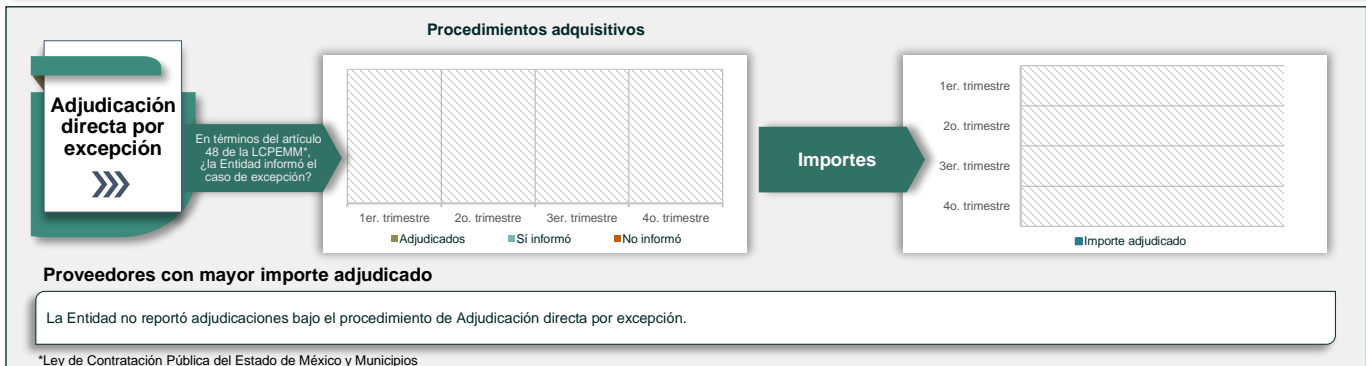 Procedimientos adquisitivos
Adjudicación
directa por
excepción
En términos del artículo
48 de la LCPEMM*,
¿la Entidad informó el
caso de excepción?
1er. trimestre 2o. trimestre 3er. trimestre 4o. trimestre
Adjudicados Sí informó No informó
Importes
1er. trimestre
2o. trimestre
3er. trimestre
4o. trimestre
Importe adjudicado
Proveedores con mayor importe adjudicado
La Entidad no reportó adjudicaciones bajo el procedimiento de Adjudicación directa por excepción.
*Ley de Contratación Pública del Estado de México y Municipios